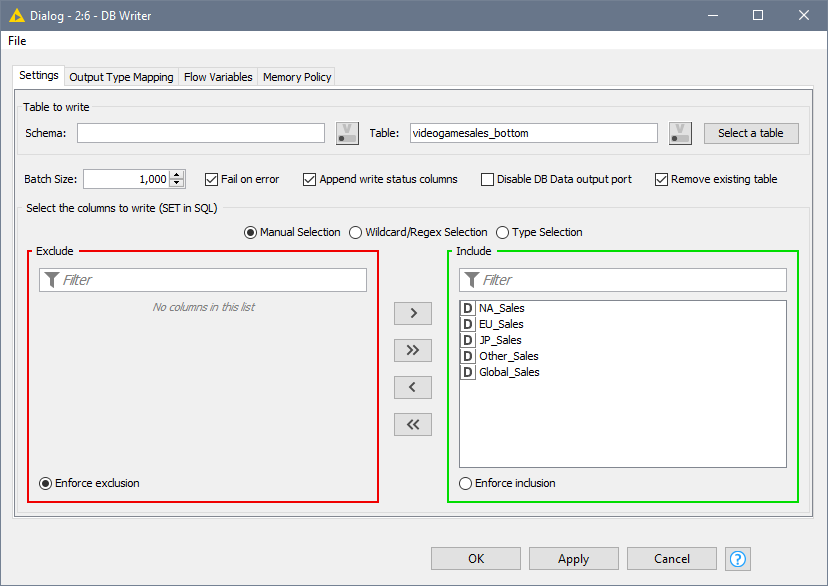 Dialog - 2:6 - DB Writer
File
Settings Output Type Mapping Flow Variables Memory Policy
Table to write
Schema: V Table: videogamesales_bottom V Select a table
Batch Size: 1,000 Fail on error Append write status columns Disable DB Data output port Remove existing table
Select the columns to write (SET in SQL)
Manual Selection Wildcard/Regex Selection Type Selection
Exclude Include
Filter Filter
No columns in this list D NA_Sales
D EU_Sales
D JP_Sales
D Other_Sales
D Global_Sales
Enforce exclusion Enforce inclusion
OK Apply Cancel ?